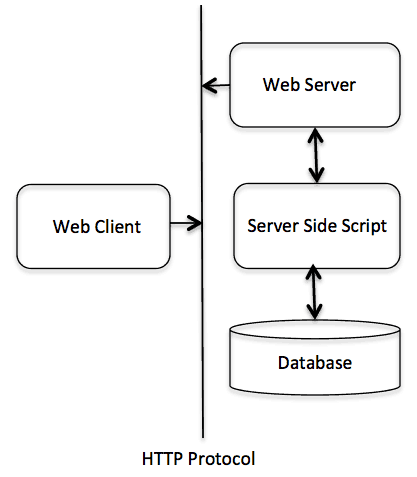 Web Server
Web Client
Server Side Script
Database
HTTP Protocol